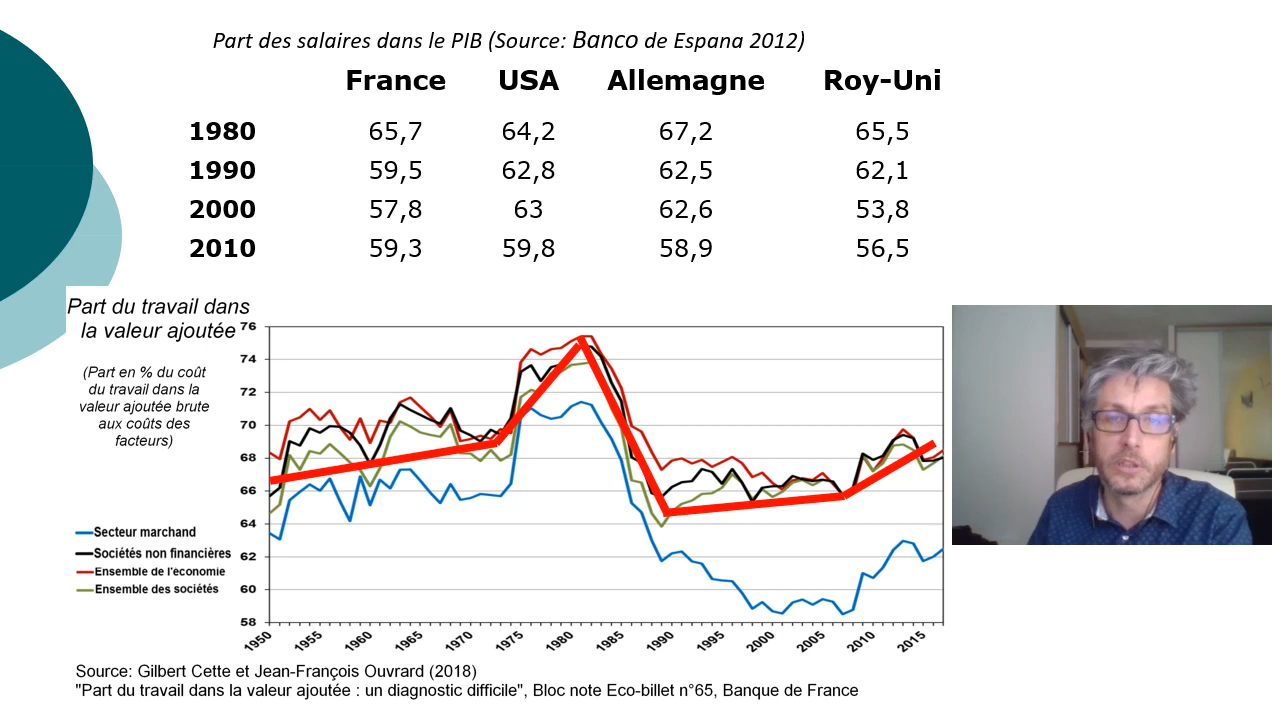 Part des salaires dans le PIB (Source: Banco de Espana 2012)
France USA Allemagne Roy-Uni
1980 65,7 64,2 67,2 65,5
1990 59,5 62,8 62,5 62,1
2000 57,8 63 62,6 53,8
2010 59,3 59,8 58,9 56,5
Part du travail dans
la valeur ajoutée
(Part en % du coût
du travail dans la
valeur ajoutée brute
aux coûts des
facteurs)
Secteur marchand
Sociétés non financières
Ensemble de l'économie
Ensemble des sociétés
76
74
72
70
68
66
64
62
60
58
1950 1955 1960 1965 1970 1975 1980 1985 1990 1995 2000 2005 2010 2015
Source: Gilbert Cette et Jean-François Ouvrard (2018)
"Part du travail dans la valeur ajoutée : un diagnostic difficile", Bloc note Eco-billet n°65, Banque de France